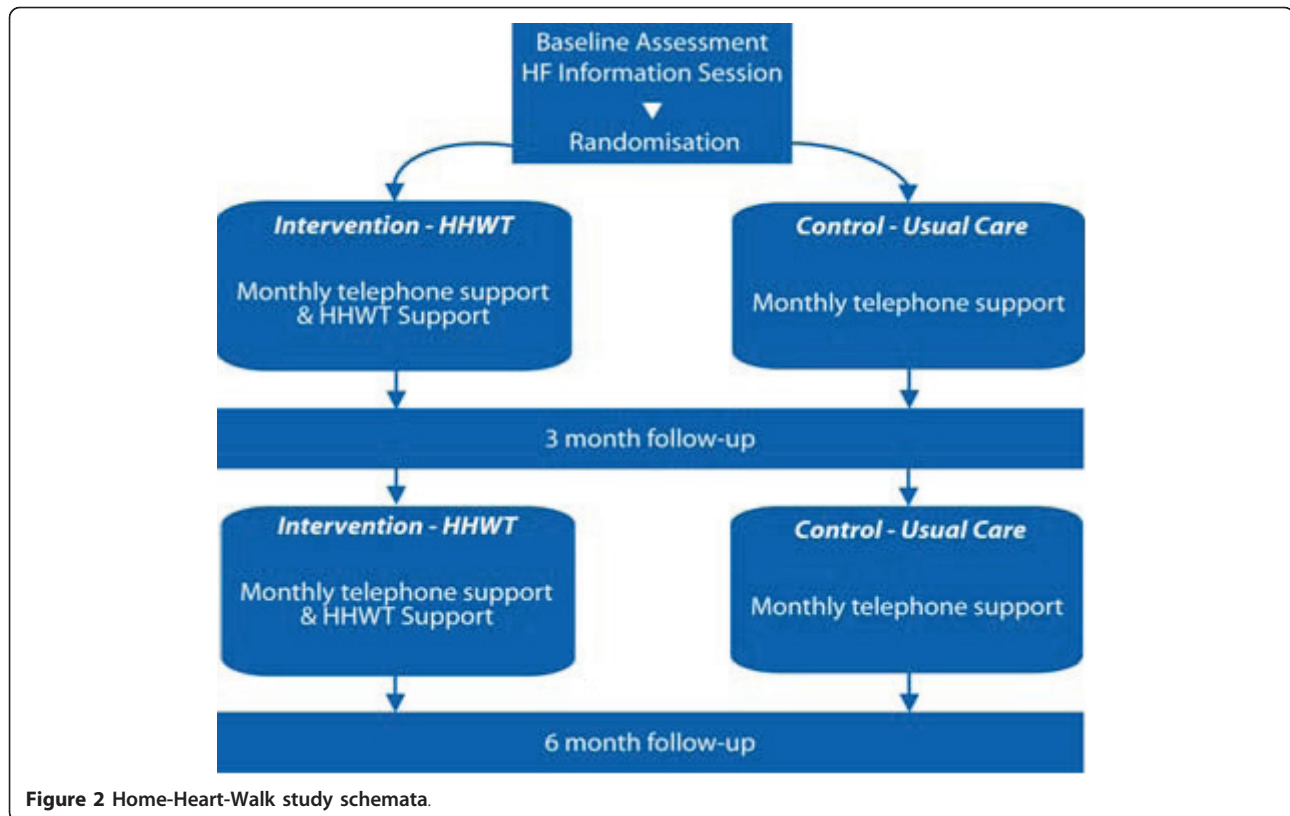 Baseline Assessment
HF Information Session
Randomisation
Intervention - HHWT
Monthly telephone support
& HHWT Support
Control - Usual Care
Monthly telephone support
3 month follow-up
Intervention - HHWT
Monthly telephone support
& HHWT Support
Control - Usual Care
Monthly telephone support
6 month follow-up
Figure 2 Home-Heart-Walk study schemata.